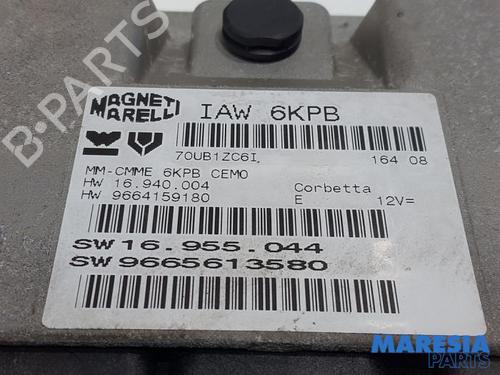 MAGNETI
MARELLI
IAW 6KPB
70UB1ZC6I
164 08
MM-CMME 6KPB CEMO
HW 16.940.004
HW 9664159180
Corbetta
E 12V=
SW 16.955.044
SW 9665613580
B-PARTS
MARESIA
PARTS